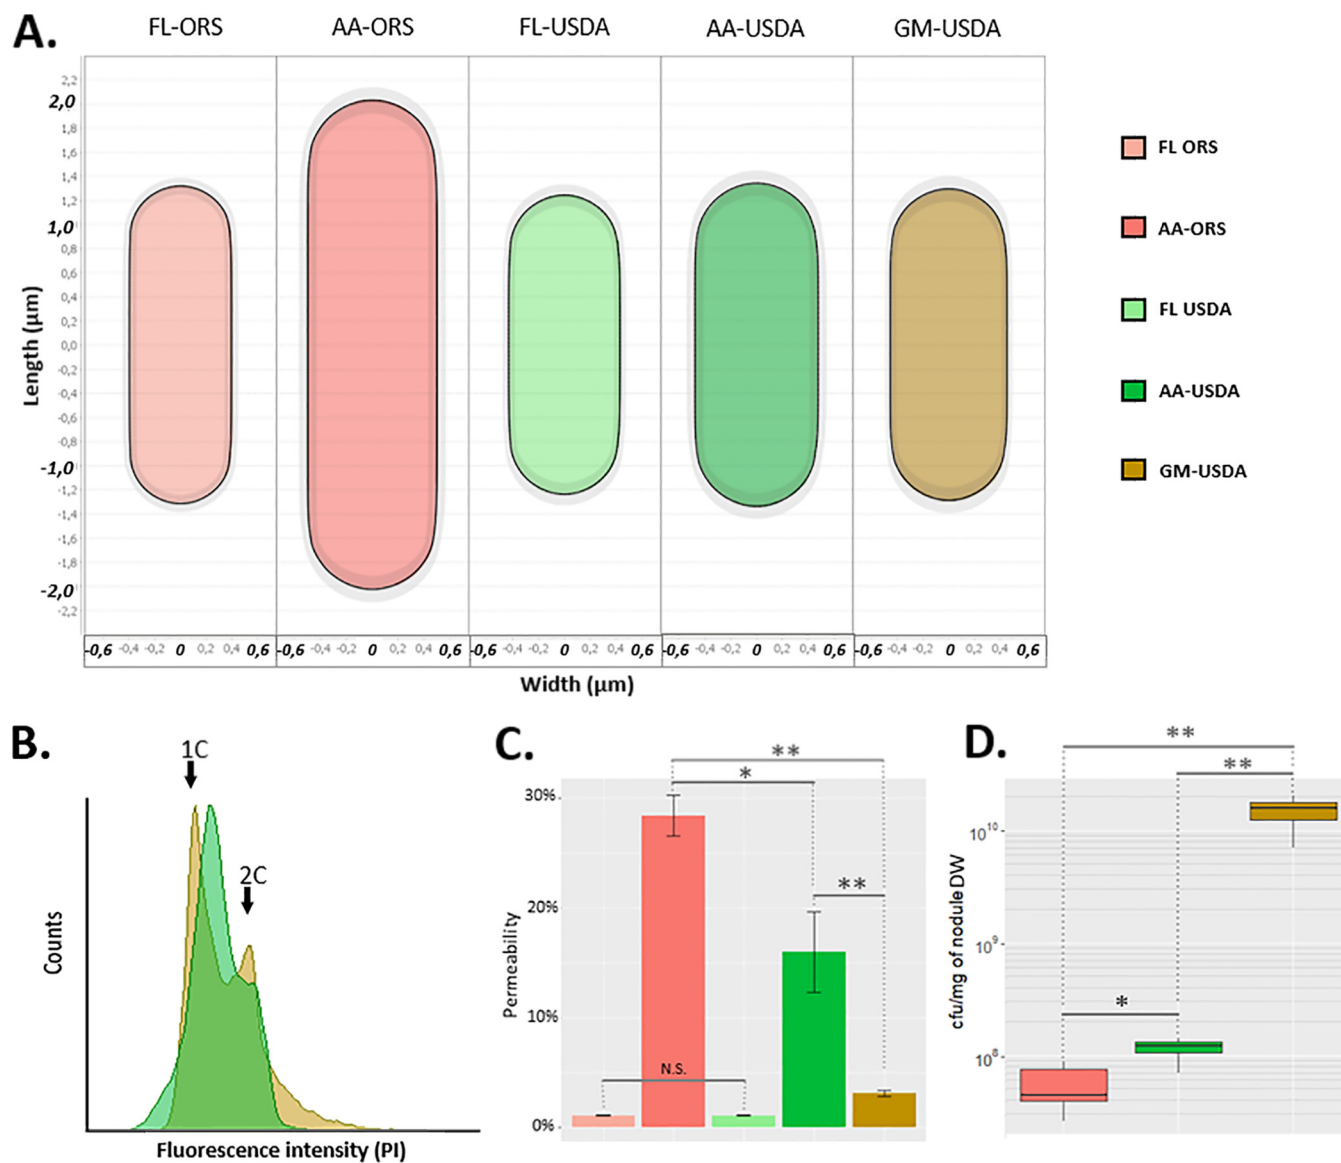 A.
FL-ORS AA-ORS FL-USDA AA-USDA GM-USDA
Length (µm)
2,2
2,0
1,8
1,6
1,4
1,2
1,0
0,8
0,6
0,4
0,2
0,0
-0,2
-0,4
-0,6
-0,8
-1,0
-1,2
-1,4
-1,6
-1,8
-2,0
-2,2
-0,6 -0,4 -0,2 0 0,2 0,4 0,6 -0,6 -0,4 -0,2 0 0,2 0,4 0,6 -0,6 -0,4 -0,2 0 0,2 0,4 0,6 -0,6 -0,4 -0,2 0 0,2 0,4 0,6 -0,6 -0,4 -0,2 0 0,2 0,4 0,6
Width (µm)
FL ORS
AA-ORS
FL USDA
AA-USDA
GM-USDA
B.
1C
2C
Counts
Fluorescence intensity (PI)
C.
**
*
**
N.S.
Permeability
30%
20%
10%
0%
D.
**
**
*
cfu/mg of nodule DW
10¹⁰
10⁹
10⁸